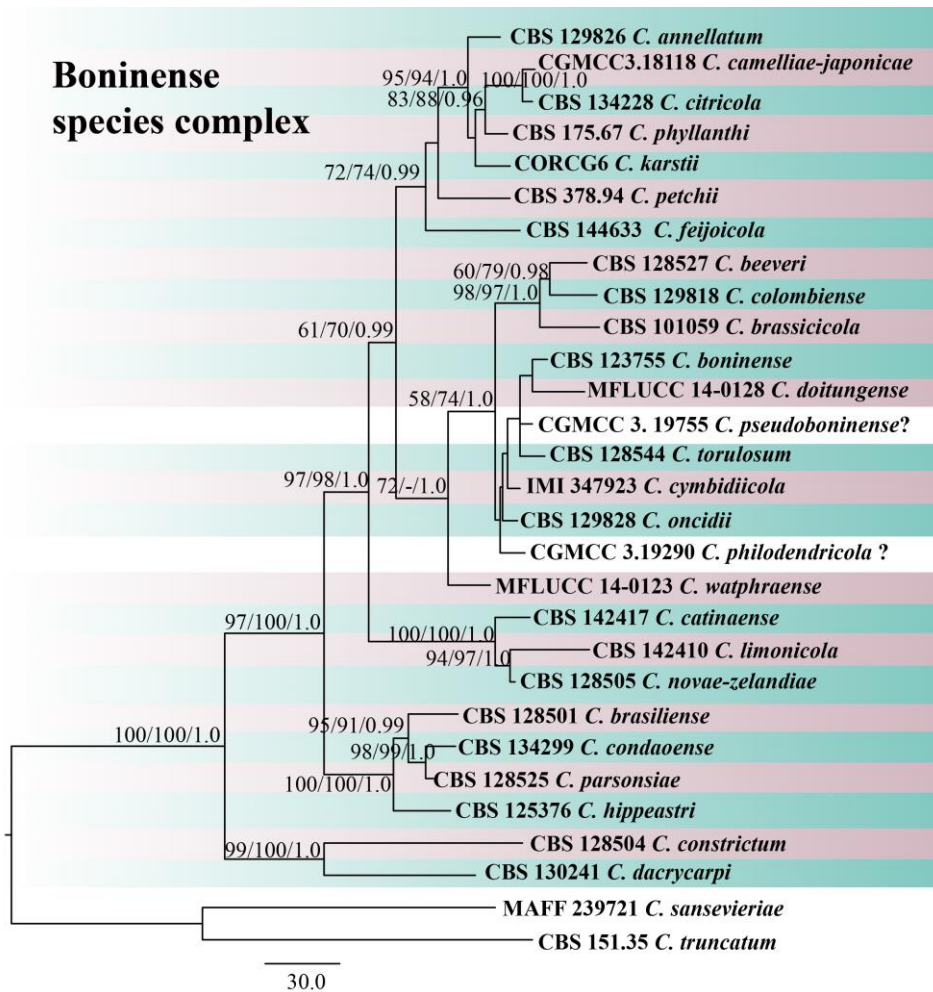 Boninense
species complex
CBS 129826 C. annellatum
95/94/1.0
100/100/1.0
CGMCC3.18118 C. camelliae-japonicae
83/88/0.96
CBS 134228 C. citricola
CBS 175.67 C. phyllanthi
CORCG6 C. karstii
72/74/0.99
CBS 378.94 C. petchii
CBS 144633 C. feijoicola
CBS 128527 C. beeveri
60/79/0.98
98/97/1.0
CBS 129818 C. colombiense
CBS 101059 C. brassicicola
61/70/0.99
CBS 123755 C. boninense
MFLUCC 14-0128 C. doitungense
58/74/1.0
CGMCC 3. 19755 C. pseudoboninense?
CBS 128544 C. torulosum
97/98/1.0
72/-/1.0
IMI 347923 C. cymbidiicola
CBS 129828 C. oncidii
CGMCC 3.19290 C. philodendricola ?
MFLUCC 14-0123 C. watphraense
97/100/1.0
CBS 142417 C. catinaense
100/100/1.0
CBS 142410 C. limonicola
94/97/1.0
CBS 128505 C. novae-zelandiae
CBS 128501 C. brasiliense
95/91/0.99
100/100/1.0
CBS 134299 C. condaoense
98/99/1.0
CBS 128525 C. parsonsiae
100/100/1.0
CBS 125376 C. hippeastri
CBS 128504 C. constrictum
99/100/1.0
CBS 130241 C. dacrycarpi
MAFF 239721 C. sansevieriae
CBS 151.35 C. truncatum
30.0